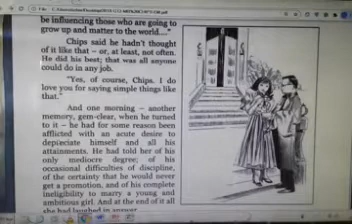 be influencing those who are going to
grow up and matter to the world..."
Chips said he hadn't thought
of it like that – or, at least, not often.
He did his best; that was all anyone
could do in any job.
"Yes, of course, Chips. I do
love you for saying simple things like
that."
And one morning – another
memory, gem-clear, when he turned
to it – he had for some reason been
afflicted with an acute desire to
depreciate himself and all his
attainments. He had told her of his
only mediocre degree; of his
occasional difficulties of discipline,
of the certainty that he would never
get a promotion, and of his complete
ineligibility to marry a young and
ambitious girl. And at the end of it all
she had laughed in answer